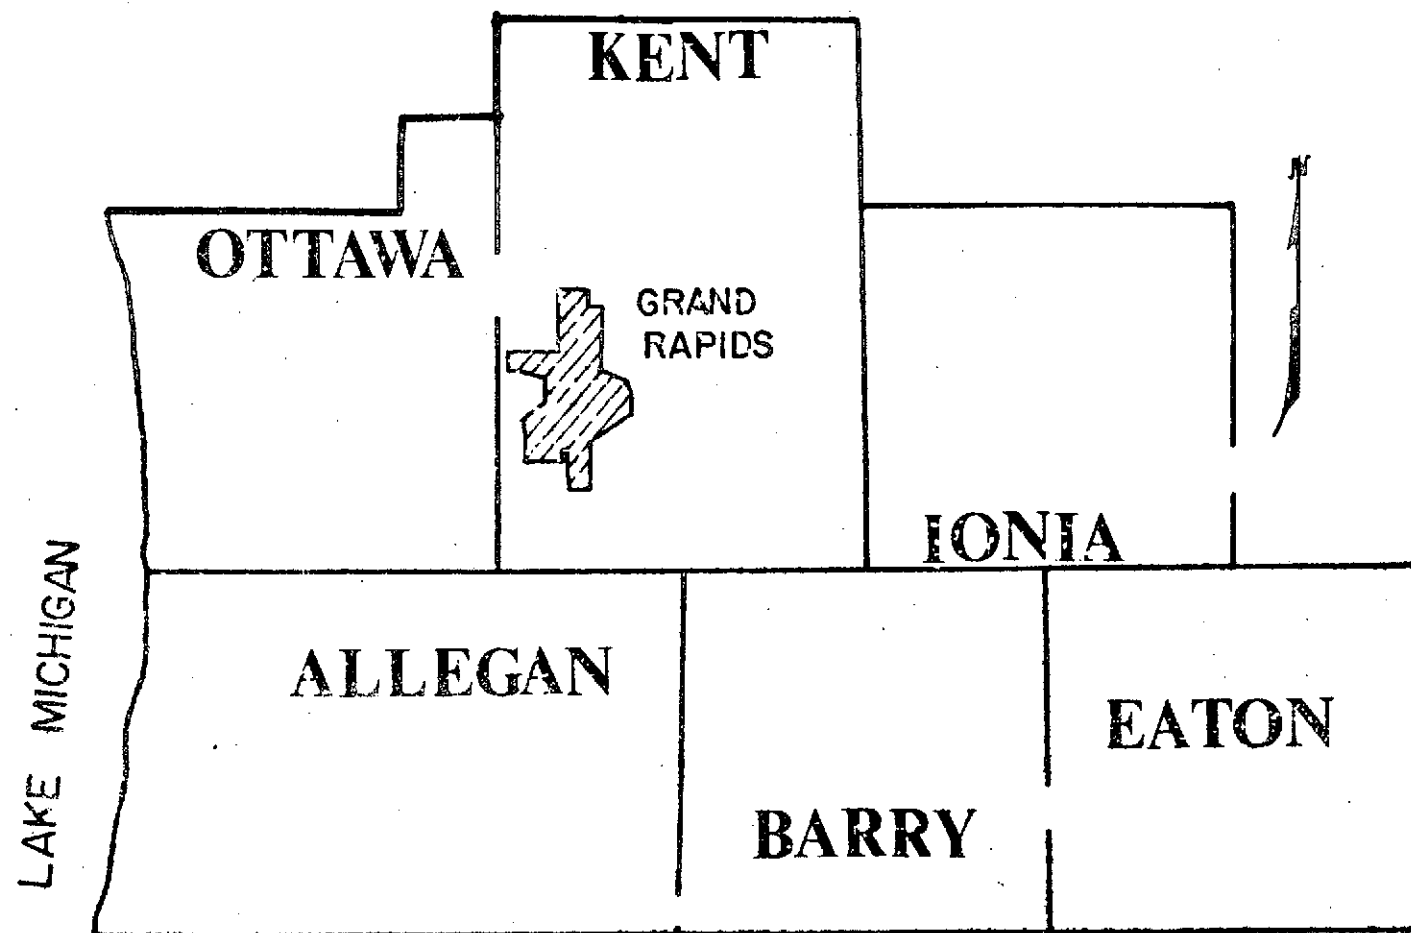 KENT
N
OTTAWA
GRAND
RAPIDS
IONIA
LAKE MICHIGAN
ALLEGAN
EATON
BARRY